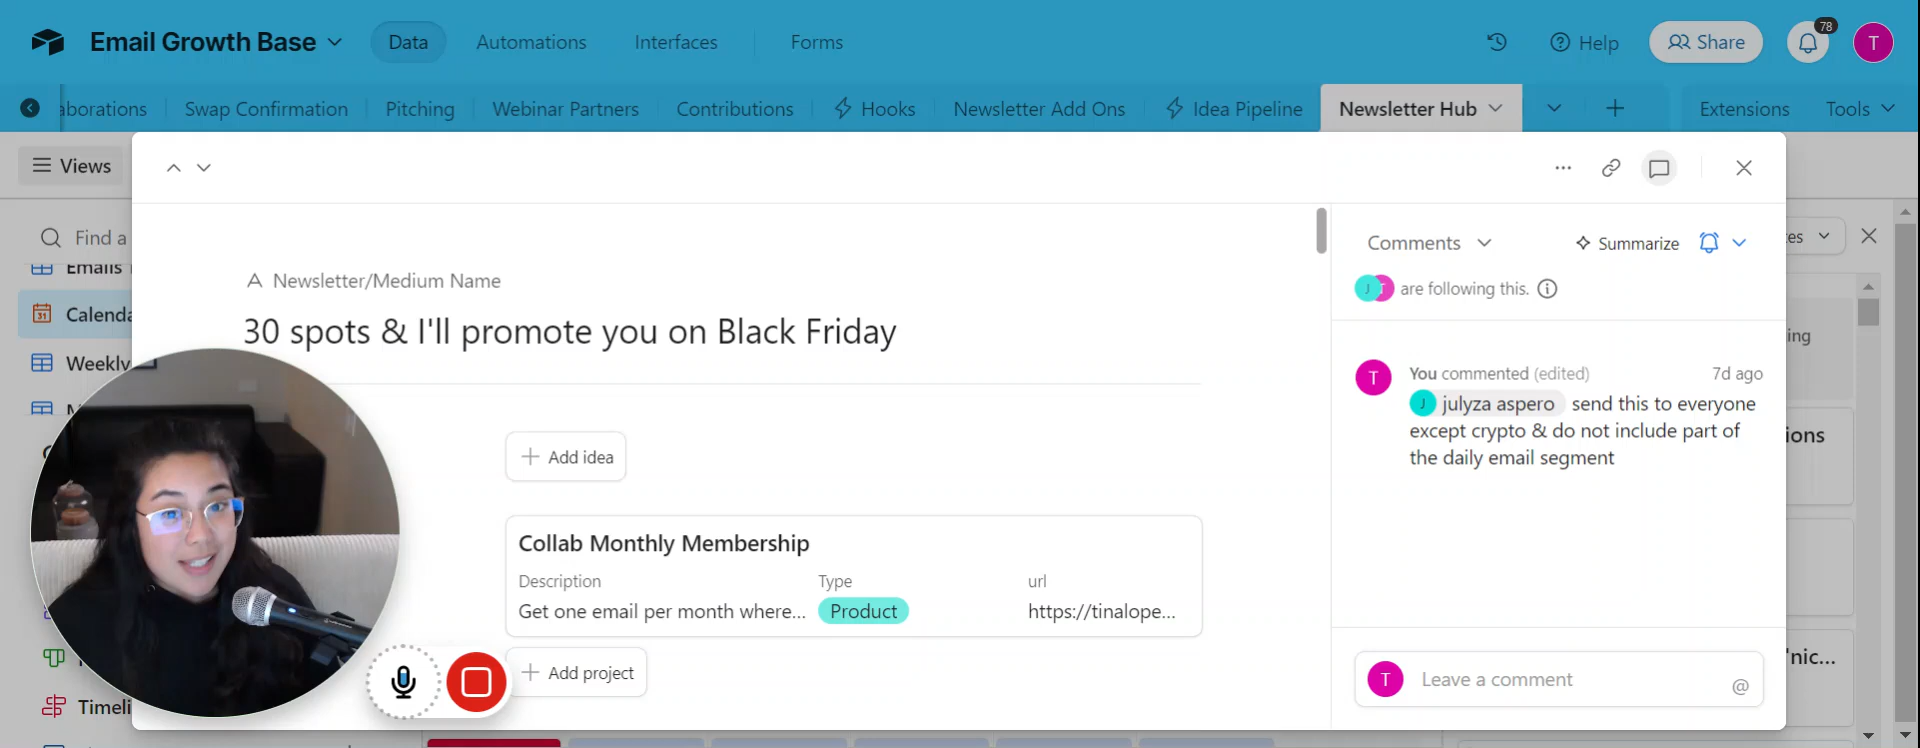 Email Growth Base
Data
Automations
Interfaces
Forms
Help
Share
78
T
aborations
Swap Confirmation
Pitching
Webinar Partners
Contributions
Hooks
Newsletter Add Ons
Idea Pipeline
Newsletter Hub
Extensions
Tools
Views
Find a
Emails
31
Calenda
Weekly
Timeli
Newsletter/Medium Name
30 spots & I'll promote you on Black Friday
Add idea
Collab Monthly Membership
Description
Type
url
Get one email per month where...
Product
https://tinalope...
Add project
Comments
Summarize
J
are following this.
T
You commented (edited)
7d ago
J julyza aspero send this to everyone
except crypto & do not include part of
the daily email segment
T
Leave a comment
@
es
ing
ions
'nic...